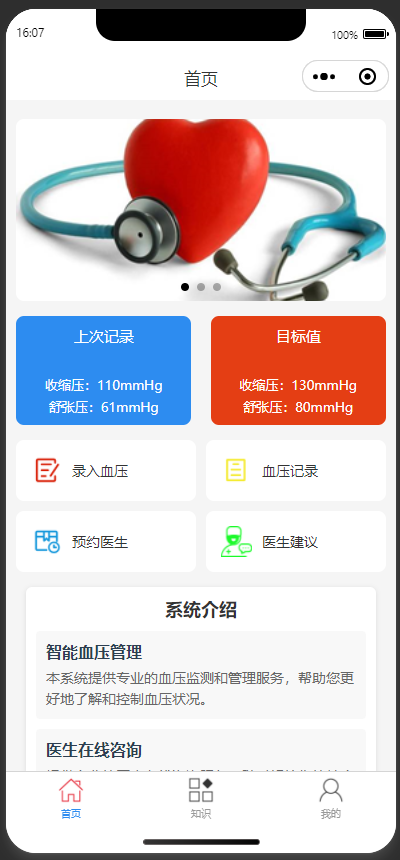 16:07
100%
首页
上次记录
收缩压：110mmHg
舒张压：61mmHg
目标值
收缩压：130mmHg
舒张压：80mmHg
录入血压
血压记录
预约医生
医生建议
系统介绍
智能血压管理
本系统提供专业的血压监测和管理服务，帮助您更
好地了解和控制血压状况。
医生在线咨询
首页
知识
我的